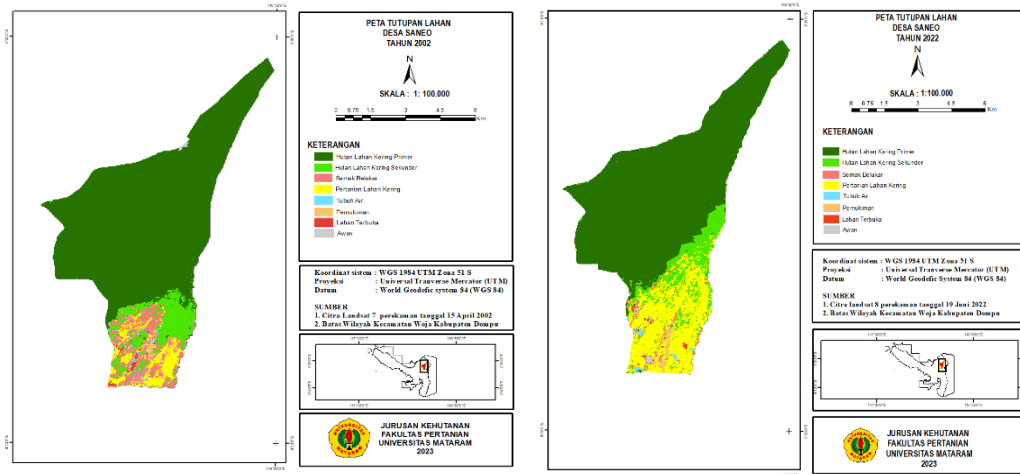 PETA TUTUPAN LAHAN
DESA SANEO
TAHUN 2002
N
SKALA : 1: 100.000
0 0.75 1.5 3 4.5 6
Km
KETERANGAN
Hutan Lahan Kering Primer
Hutan Lahan Kering Sekunder
Semak Belukar
Pertanian Lahan Kering
Tubuh Air
Pemukiman
Lahan Terbuka
Awan
Koordinat sistem : WGS 1984 UTM Zona 51 S
Proyeksi : Universal Tranverse Mercator (UTM)
Datum : World Geodefic system 84 (WGS 84)
SUMBER
1. Citra Landsat 7 perekaman tanggal 15 April 2002
2. Batas Wilayah Kecamatan Woja Kabupaten Dompu
UNIVERSITAS
MATARAM
JURUSAN KEHUTANAN
FAKULTAS PERTANIAN
UNIVERSITAS MATARAM
2023
PETA TUTUPAN LAHAN
DESA SANEO
TAHUN 2022
N
SKALA : 1:100.000
0 0.75 1.5 3 4.5 6
Km
KETERANGAN
Hutan Lahan Kering Primer
Hutan Lahan Kering Sekunder
Semak Belukar
Pertanian Lahan Kering
Tubuh Air
Pemukiman
Lahan Terbuka
Awan
Koordinat sistem : WGS 1984 UTM Zona 51 S
Proyeksi : Universal Tranverse Mercator (UTM)
Datum : World Geodefic system 84 (WGS 84)
SUMBER
1. Citra landsat 8 perekaman tanggal 19 Juni 2022
2. Batas Wilayah Kecamatan Woja Kabupaten Dompu
UNIVERSITAS
MATARAM
JURUSAN KEHUTANAN
FAKULTAS PERTANIAN
UNIVERSITAS MATARAM
2023